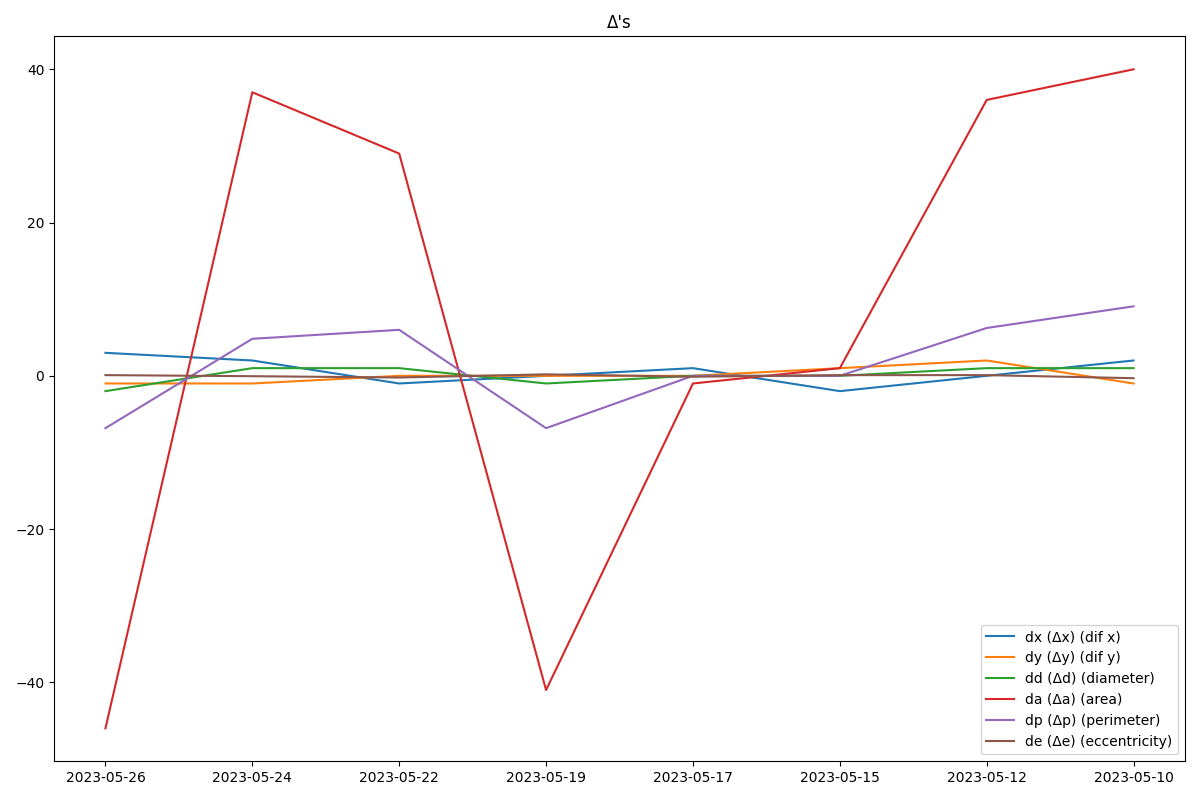 Δ's
40
20
0
−20
−40
2023-05-26 2023-05-24 2023-05-22 2023-05-19 2023-05-17 2023-05-15 2023-05-12 2023-05-10
dx (Δx) (dif x)
dy (Δy) (dif y)
dd (Δd) (diameter)
da (Δa) (area)
dp (Δp) (perimeter)
de (Δe) (eccentricity)